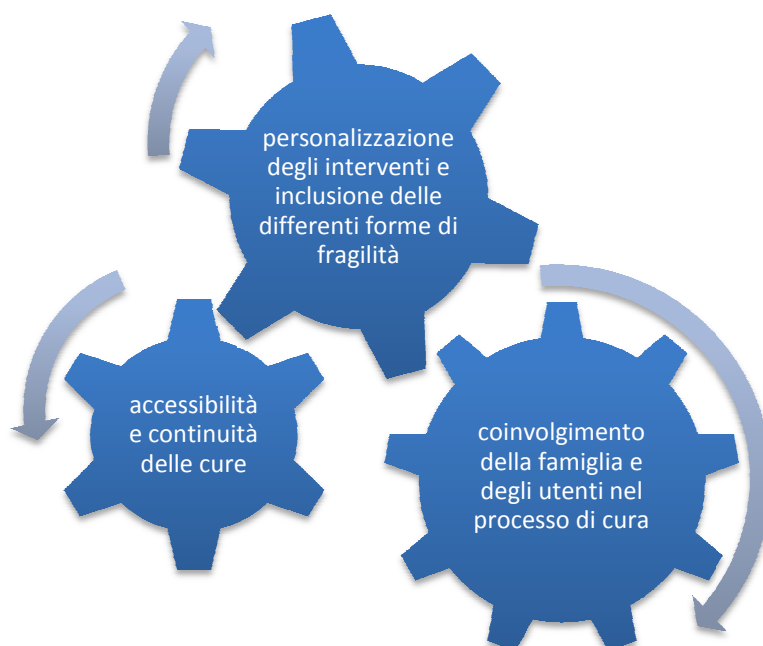 personalizzazione
degli interventi e
inclusione delle
differenti forme di
fragilità
accessibilità
e continuità
delle cure
coinvolgimento
della famiglia e
degli utenti nel
processo di cura